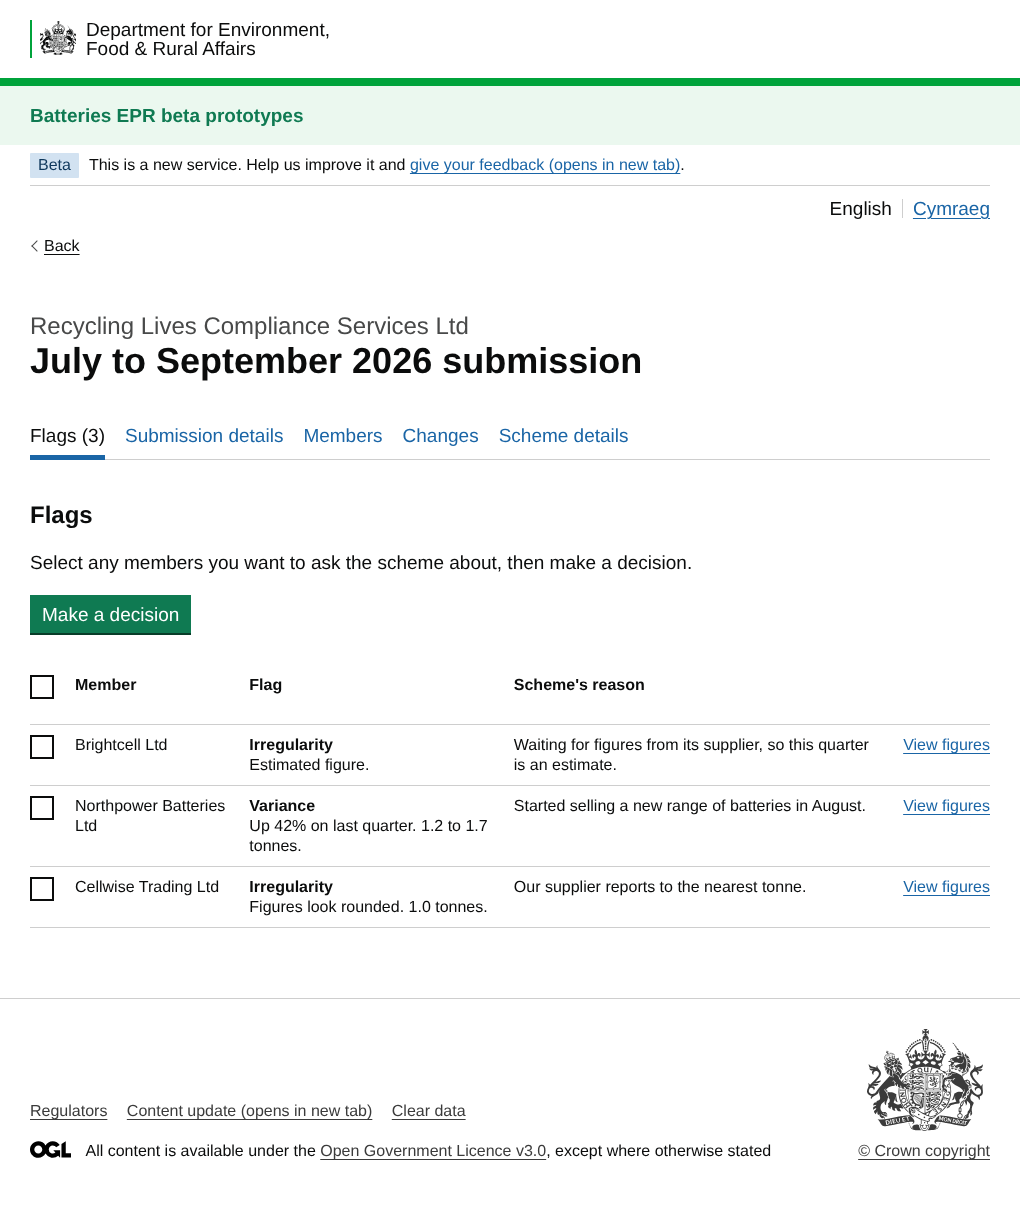 Department for Environment,
Food & Rural Affairs
Batteries EPR beta prototypes
Beta This is a new service. Help us improve it and give your feedback (opens in new tab).
English Cymraeg
Back
Recycling Lives Compliance Services Ltd
July to September 2026 submission
Flags (3) Submission details Members Changes Scheme details
Flags
Select any members you want to ask the scheme about, then make a decision.
Make a decision
Member Flag Scheme's reason
Brightcell Ltd Irregularity Waiting for figures from its supplier, so this quarter View figures
Estimated figure. is an estimate.
Northpower Batteries Variance Started selling a new range of batteries in August. View figures
Ltd Up 42% on last quarter. 1.2 to 1.7
tonnes.
Cellwise Trading Ltd Irregularity Our supplier reports to the nearest tonne. View figures
Figures look rounded. 1.0 tonnes.
Regulators Content update (opens in new tab) Clear data
OGL All content is available under the Open Government Licence v3.0, except where otherwise stated © Crown copyright